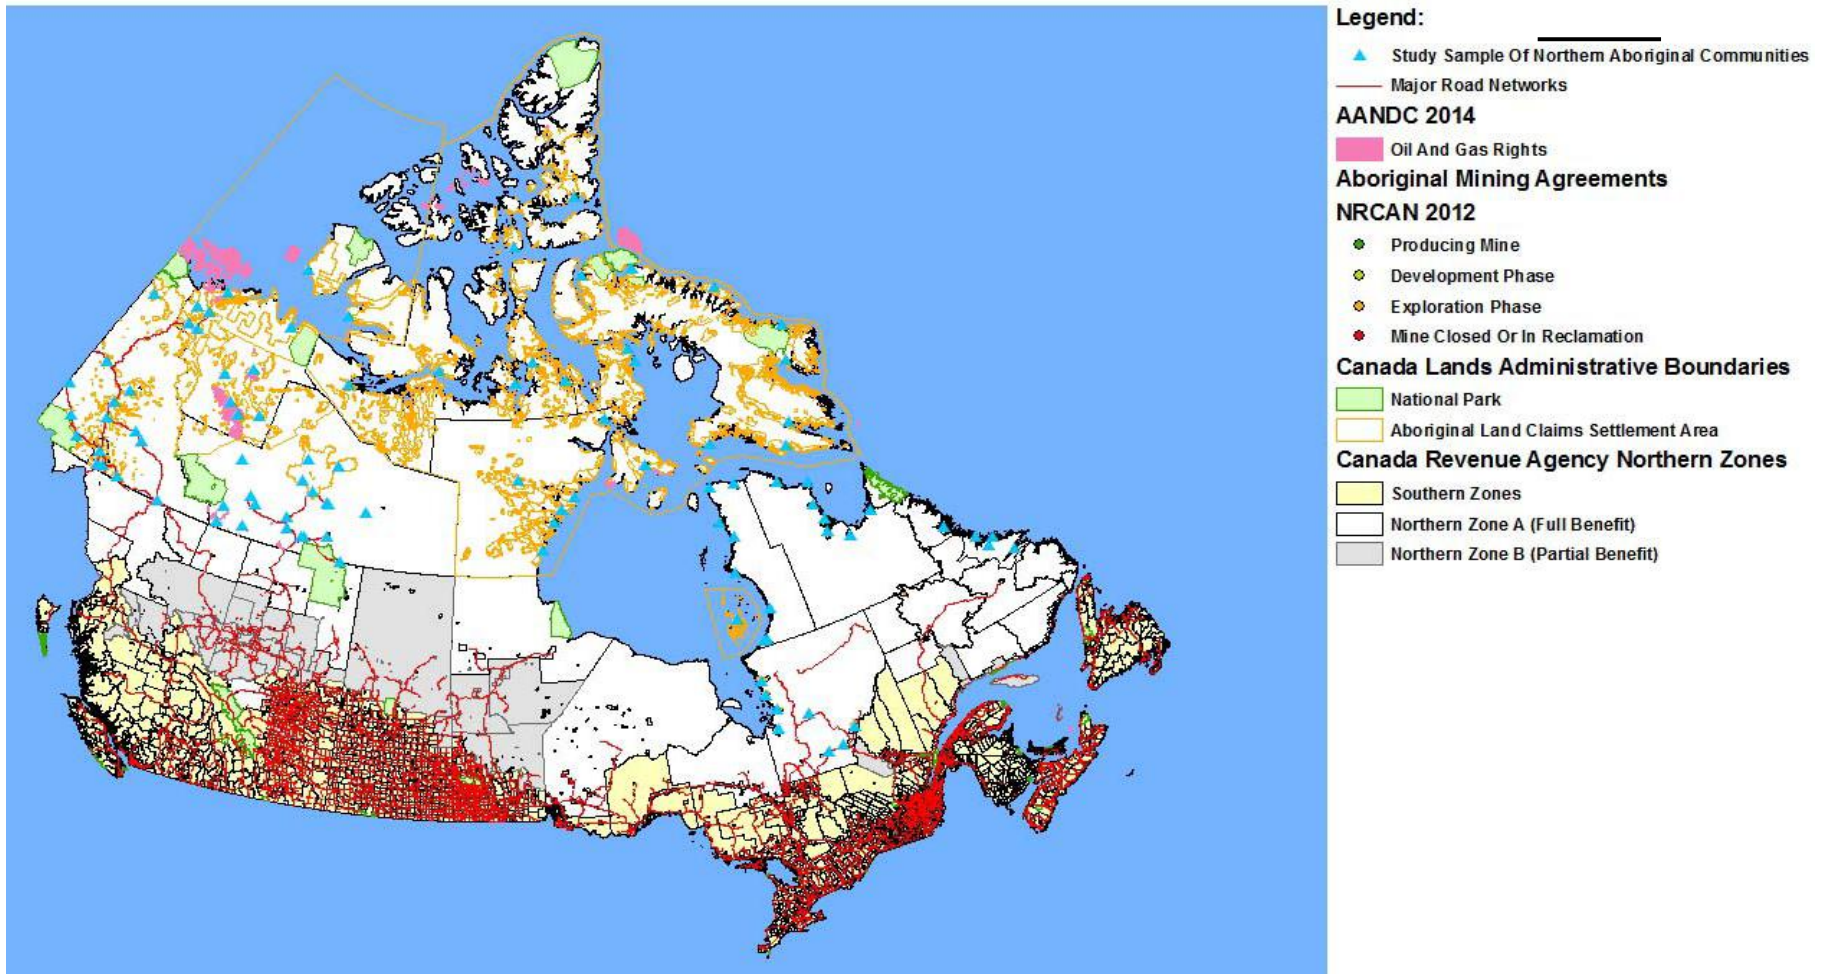 Legend:
Study Sample Of Northern Aboriginal Communities
Major Road Networks
AANDC 2014
Oil And Gas Rights
Aboriginal Mining Agreements
NRCAN 2012
Producing Mine
Development Phase
Exploration Phase
Mine Closed Or In Reclamation
Canada Lands Administrative Boundaries
National Park
Aboriginal Land Claims Settlement Area
Canada Revenue Agency Northern Zones
Southern Zones
Northern Zone A (Full Benefit)
Northern Zone B (Partial Benefit)